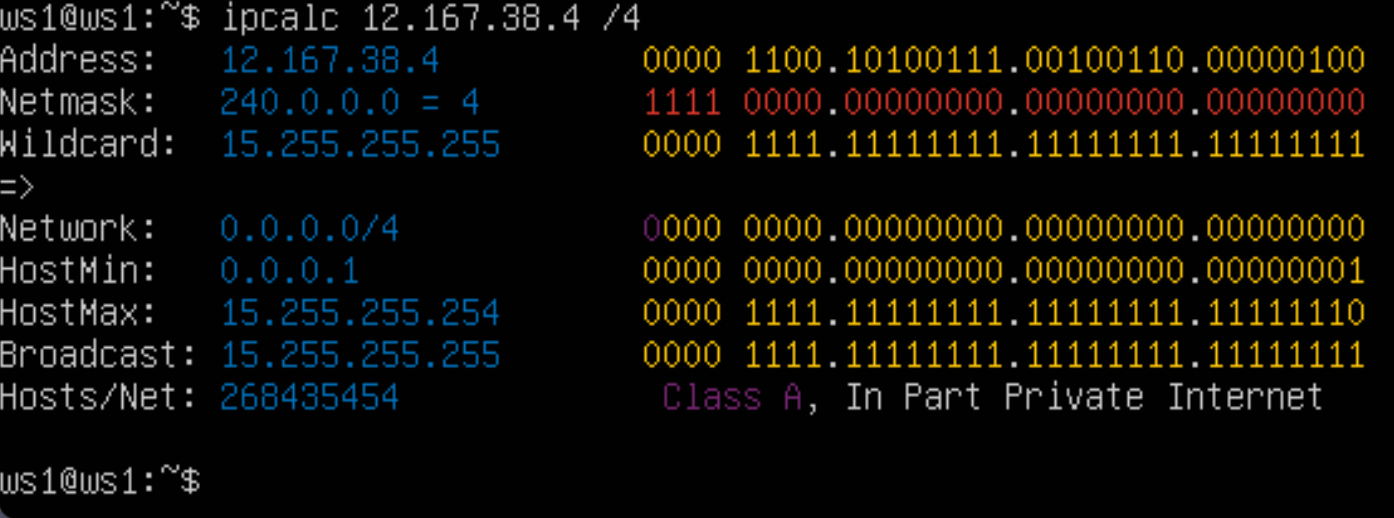 ws1@ws1:~$ ipcalc 12.167.38.4 /4
Address: 12.167.38.4 0000 1100.10100111.00100110.00000100
Netmask: 240.0.0.0 = 4 1111 0000.00000000.00000000.00000000
Wildcard: 15.255.255.255 0000 1111.11111111.11111111.11111111
=>
Network: 0.0.0.0/4 0000 0000.00000000.00000000.00000000
HostMin: 0.0.0.1 0000 0000.00000000.00000000.00000001
HostMax: 15.255.255.254 0000 1111.11111111.11111111.11111110
Broadcast: 15.255.255.255 0000 1111.11111111.11111111.11111111
Hosts/Net: 268435454 Class A, In Part Private Internet
ws1@ws1:~$